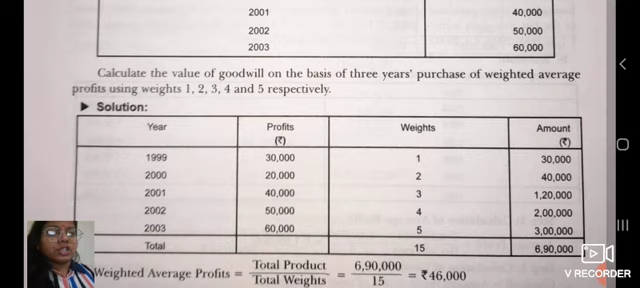 2001 40,000
2002 50,000
2003 60,000
Calculate the value of goodwill on the basis of three years' purchase of weighted average
profits using weights 1, 2, 3, 4 and 5 respectively.
▶ Solution:
Year Profits (₹) Weights Amount (₹)
1999 30,000 1 30,000
2000 20,000 2 40,000
2001 40,000 3 1,20,000
2002 50,000 4 2,00,000
2003 60,000 5 3,00,000
Total 15 6,90,000
Weighted Average Profits = Total Product / Total Weights = 6,90,000 / 15 = ₹46,000
V RECORDER